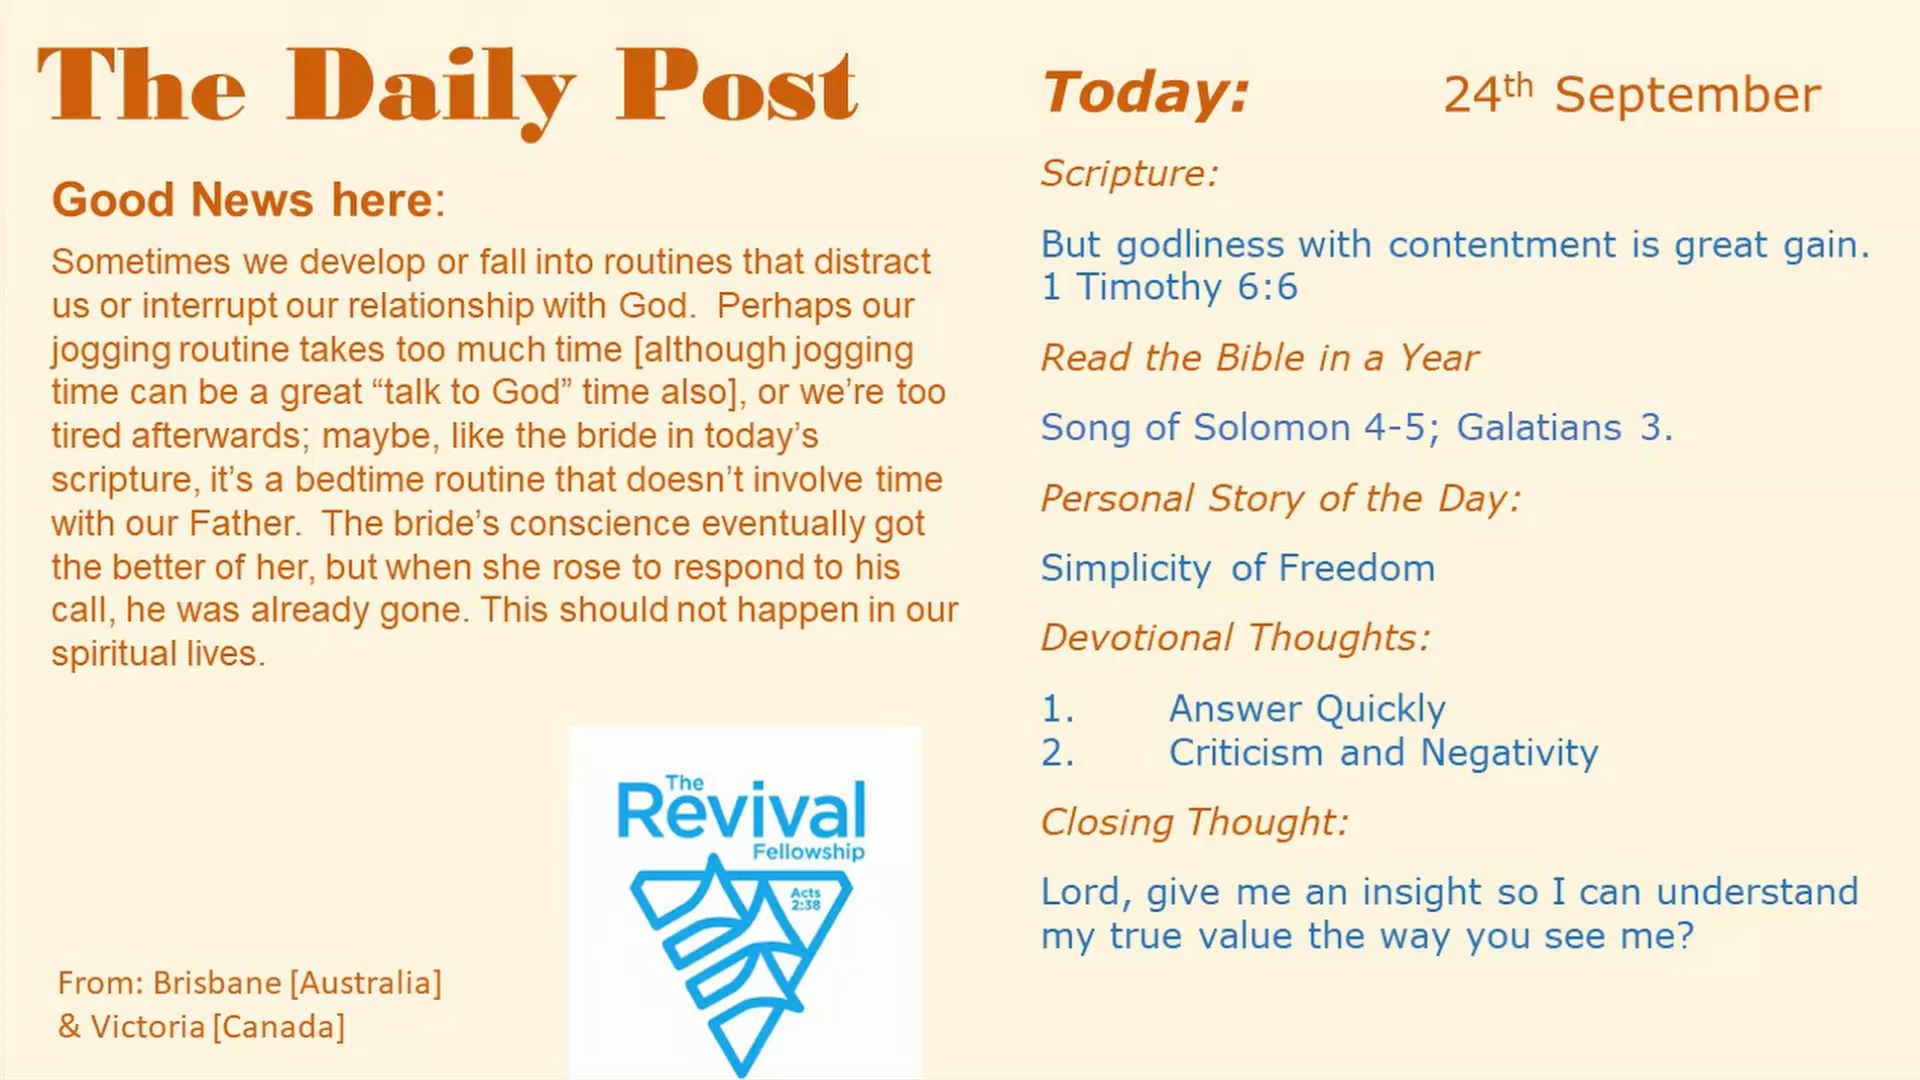 The Daily Post
Good News here:
Sometimes we develop or fall into routines that distract
us or interrupt our relationship with God.  Perhaps our
jogging routine takes too much time [although jogging
time can be a great “talk to God” time also], or we’re too
tired afterwards; maybe, like the bride in today’s
scripture, it’s a bedtime routine that doesn’t involve time
with our Father.  The bride’s conscience eventually got
the better of her, but when she rose to respond to his
call, he was already gone. This should not happen in our
spiritual lives.
The
Revival
Fellowship
Acts
2:38
From: Brisbane [Australia]
& Victoria [Canada]
Today: 24th September
Scripture:
But godliness with contentment is great gain.
1 Timothy 6:6
Read the Bible in a Year
Song of Solomon 4-5; Galatians 3.
Personal Story of the Day:
Simplicity of Freedom
Devotional Thoughts:
1. Answer Quickly
2. Criticism and Negativity
Closing Thought:
Lord, give me an insight so I can understand
my true value the way you see me?